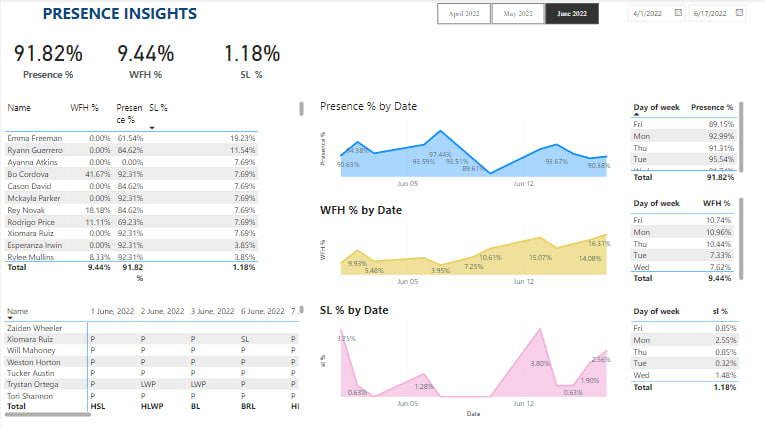 PRESENCE INSIGHTS
April 2022 May 2022 June 2022
4/1/2022 6/17/2022
91.82% 9.44% 1.18%
Presence % WFH % SL %
Name WFH % Presen SL %
ce %
Emma Freeman 0.00% 61.54% 19.23%
Ryann Guerrero 0.00% 84.62% 11.54%
Ayanna Atkins 0.00% 0.00% 7.69%
Bo Cordova 41.67% 92.31% 7.69%
Cason David 0.00% 84.62% 7.69%
Mckayla Parker 0.00% 92.31% 7.69%
Rey Novak 18.18% 84.62% 7.69%
Rodrigo Price 11.11% 69.23% 7.69%
Xiomara Ruiz 0.00% 92.31% 7.69%
Esperanza Irwin 0.00% 92.31% 3.85%
Rylee Mullins 8.33% 92.31% 3.85%
Total 9.44% 91.82 1.18%
%
Presence % by Date
Presence %
90.63% 94.38% 93.59% 97.44% 93.51% 89.61% 93.67% 90.38%
Jun 05 Jun 12
Day of week Presence %
Fri 89.15%
Mon 92.99%
Thu 91.31%
Tue 95.54%
Total 91.82%
WFH % by Date
WFH %
9.93% 5.48% 3.95% 7.25% 10.61% 15.07% 14.08% 16.31%
Jun 05 Jun 12
Day of week WFH %
Fri 10.74%
Mon 10.96%
Thu 10.44%
Tue 7.33%
Wed 7.62%
Total 9.44%
Name 1 June, 2022 2 June, 2022 3 June, 2022 6 June, 2022 7
Zaiden Wheeler
Xiomara Ruiz P P P SL P
Will Mahoney P P P P P
Weston Horton P P P P P
Tucker Austin P P P P P
Trystan Ortega P LWP LWP P P
Tori Shannon P P P P P
Total HSL HLWP BL BRL HI
SL % by Date
sl %
3.75% 0.63% 1.28% 3.80% 0.63% 1.90% 2.56%
Jun 05 Jun 12
Date
Day of week sl %
Fri 0.85%
Mon 2.55%
Thu 0.85%
Tue 0.32%
Wed 1.48%
Total 1.18%